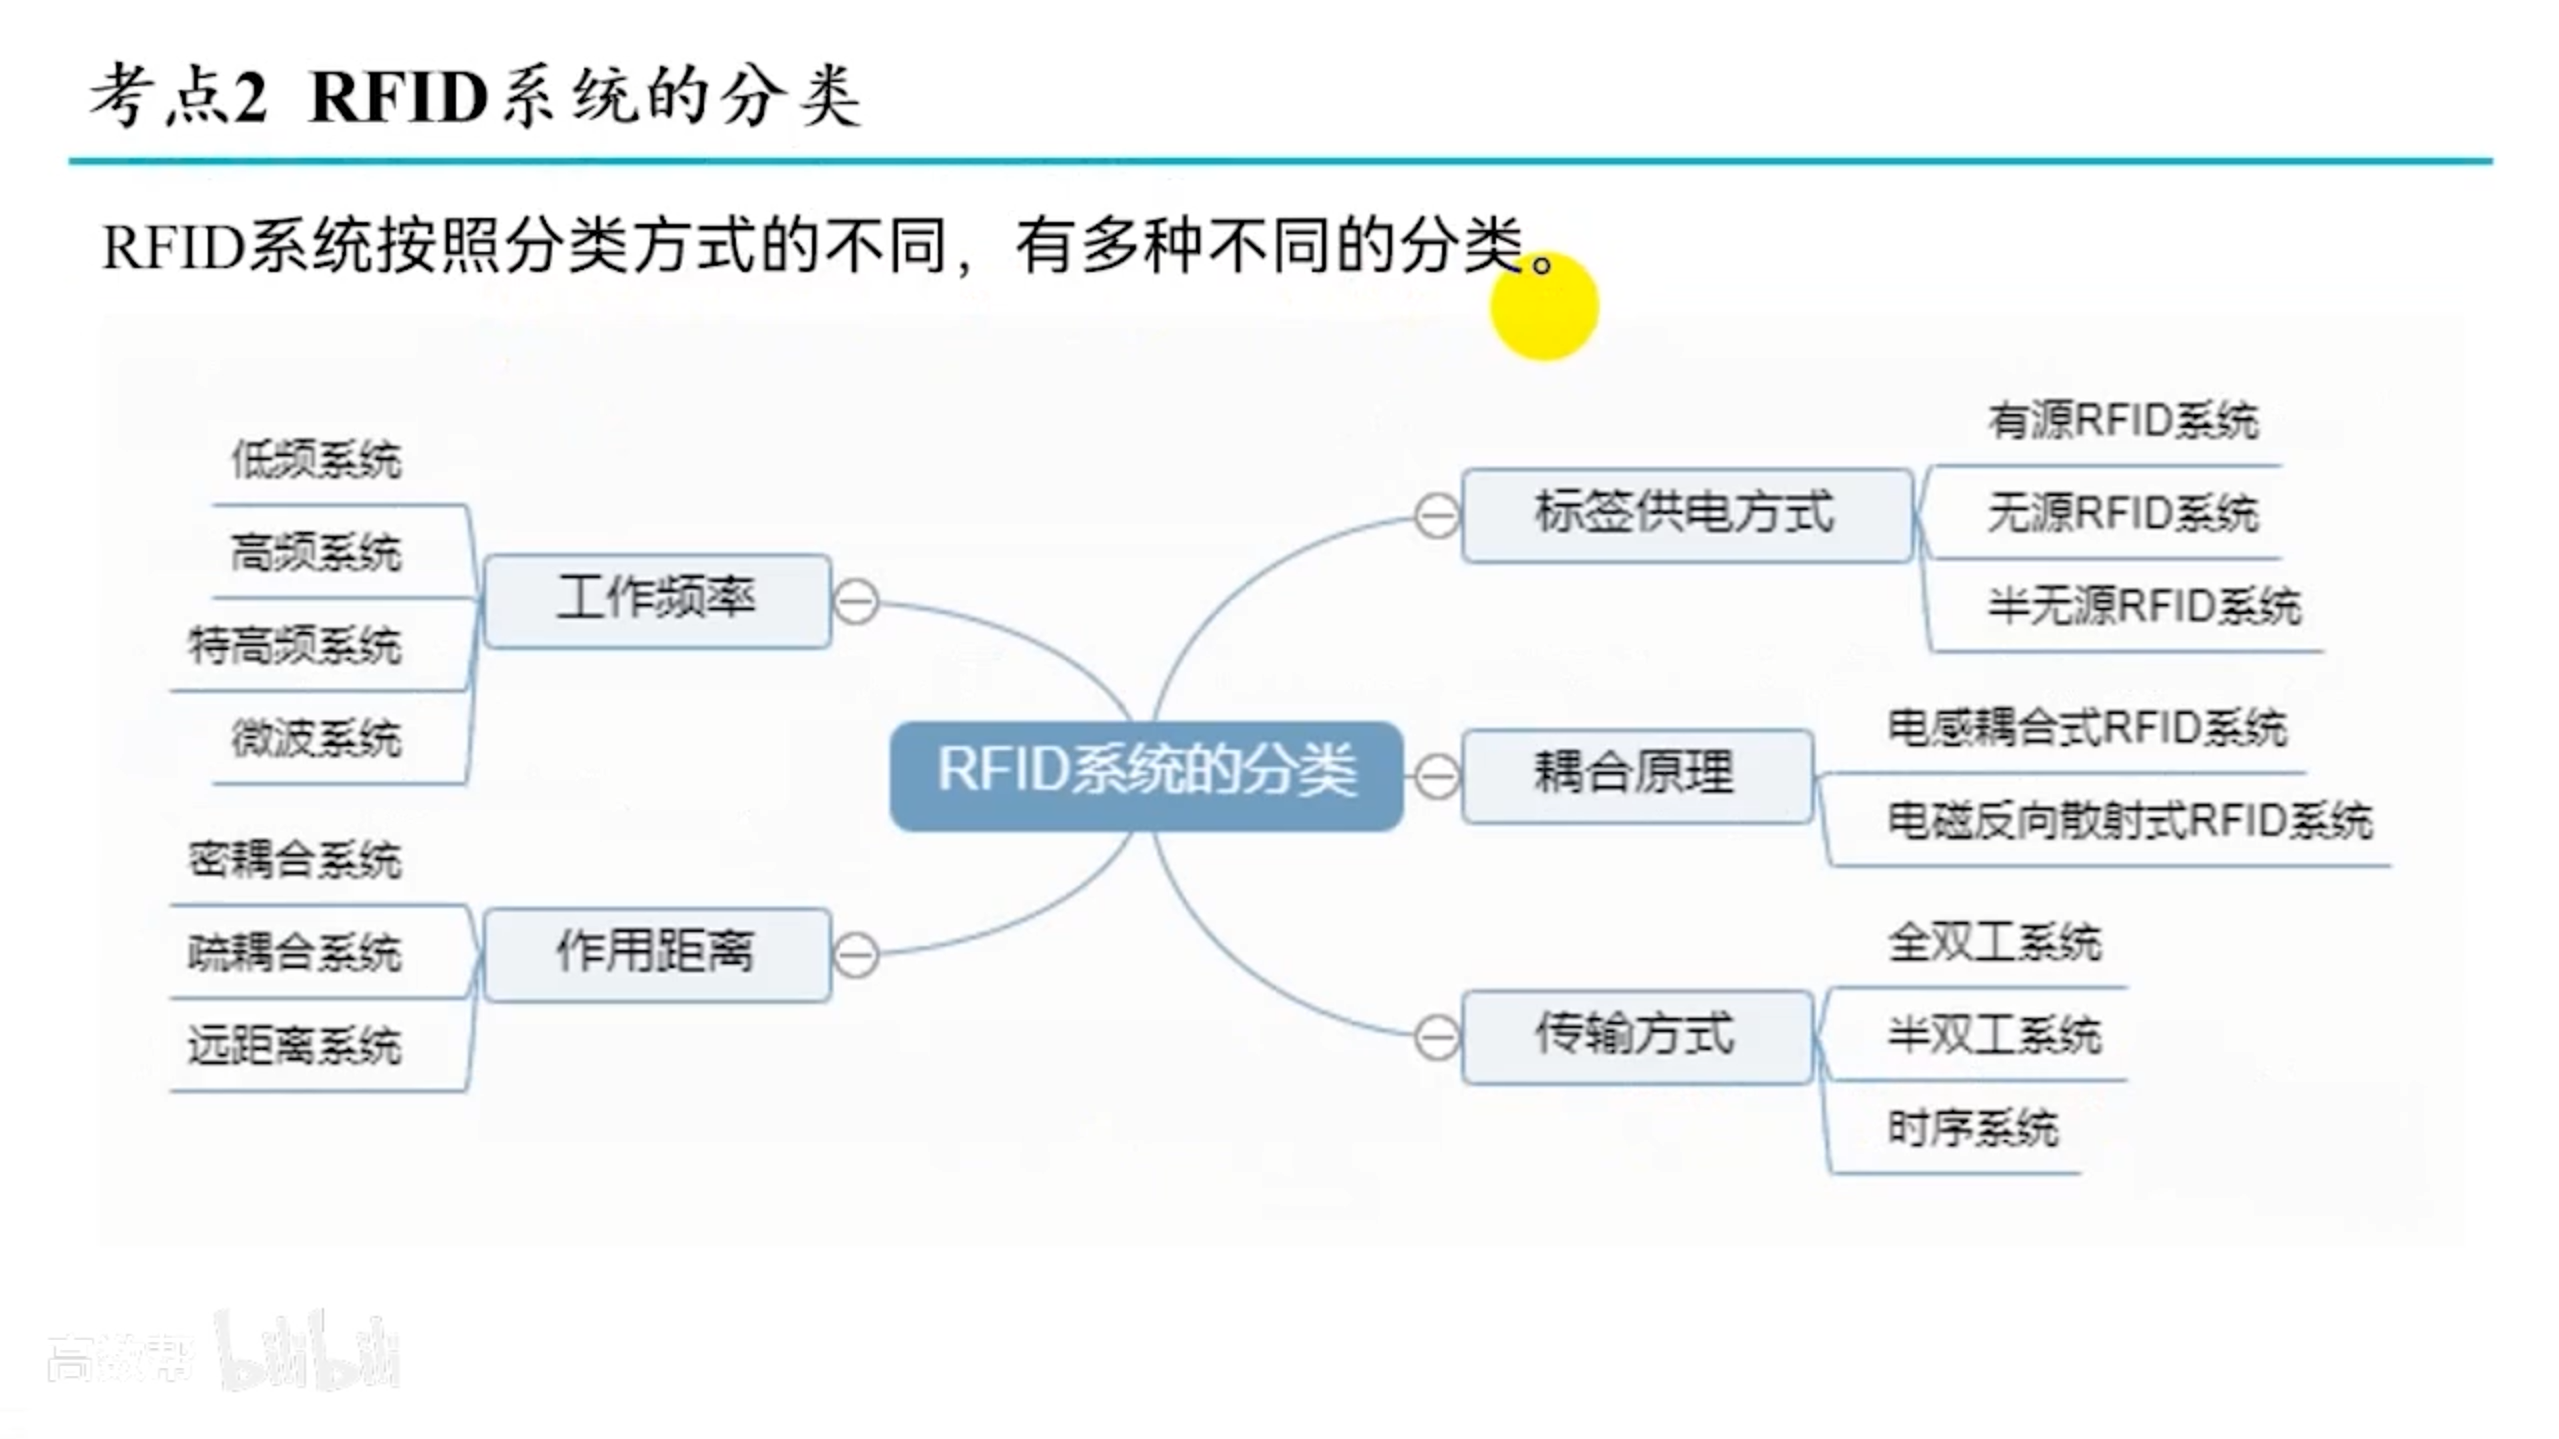 考点2 RFID系统的分类
RFID系统按照分类方式的不同，有多种不同的分类。
低频系统
高频系统
特高频系统
微波系统
工作频率
密耦合系统
疏耦合系统
远距离系统
作用距离
RFID系统的分类
标签供电方式
有源RFID系统
无源RFID系统
半无源RFID系统
耦合原理
电感耦合式RFID系统
电磁反向散射式RFID系统
传输方式
全双工系统
半双工系统
时序系统
高数帮 bilibili